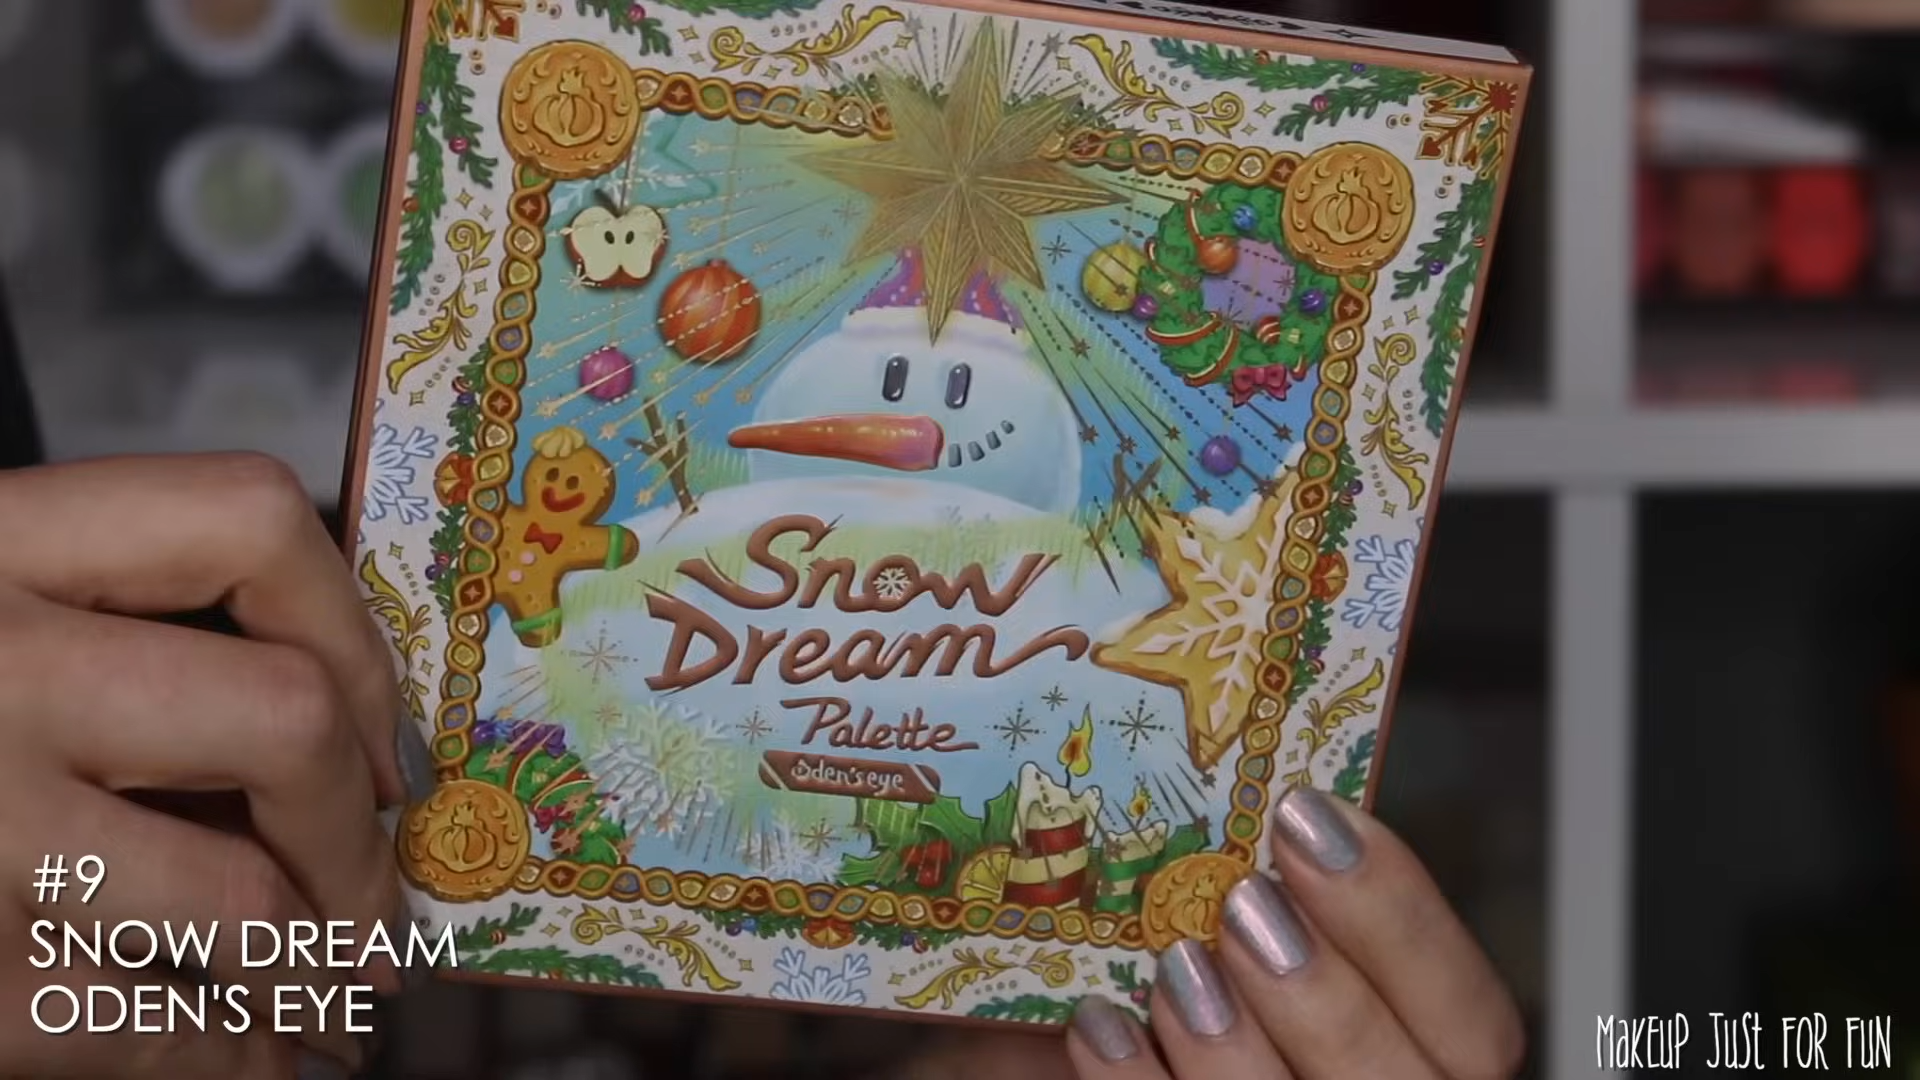 Snow
Dream
Palette
Oden's eye
#9
SNOW DREAM
ODEN'S EYE
MAKEUP JUST FOR FUN